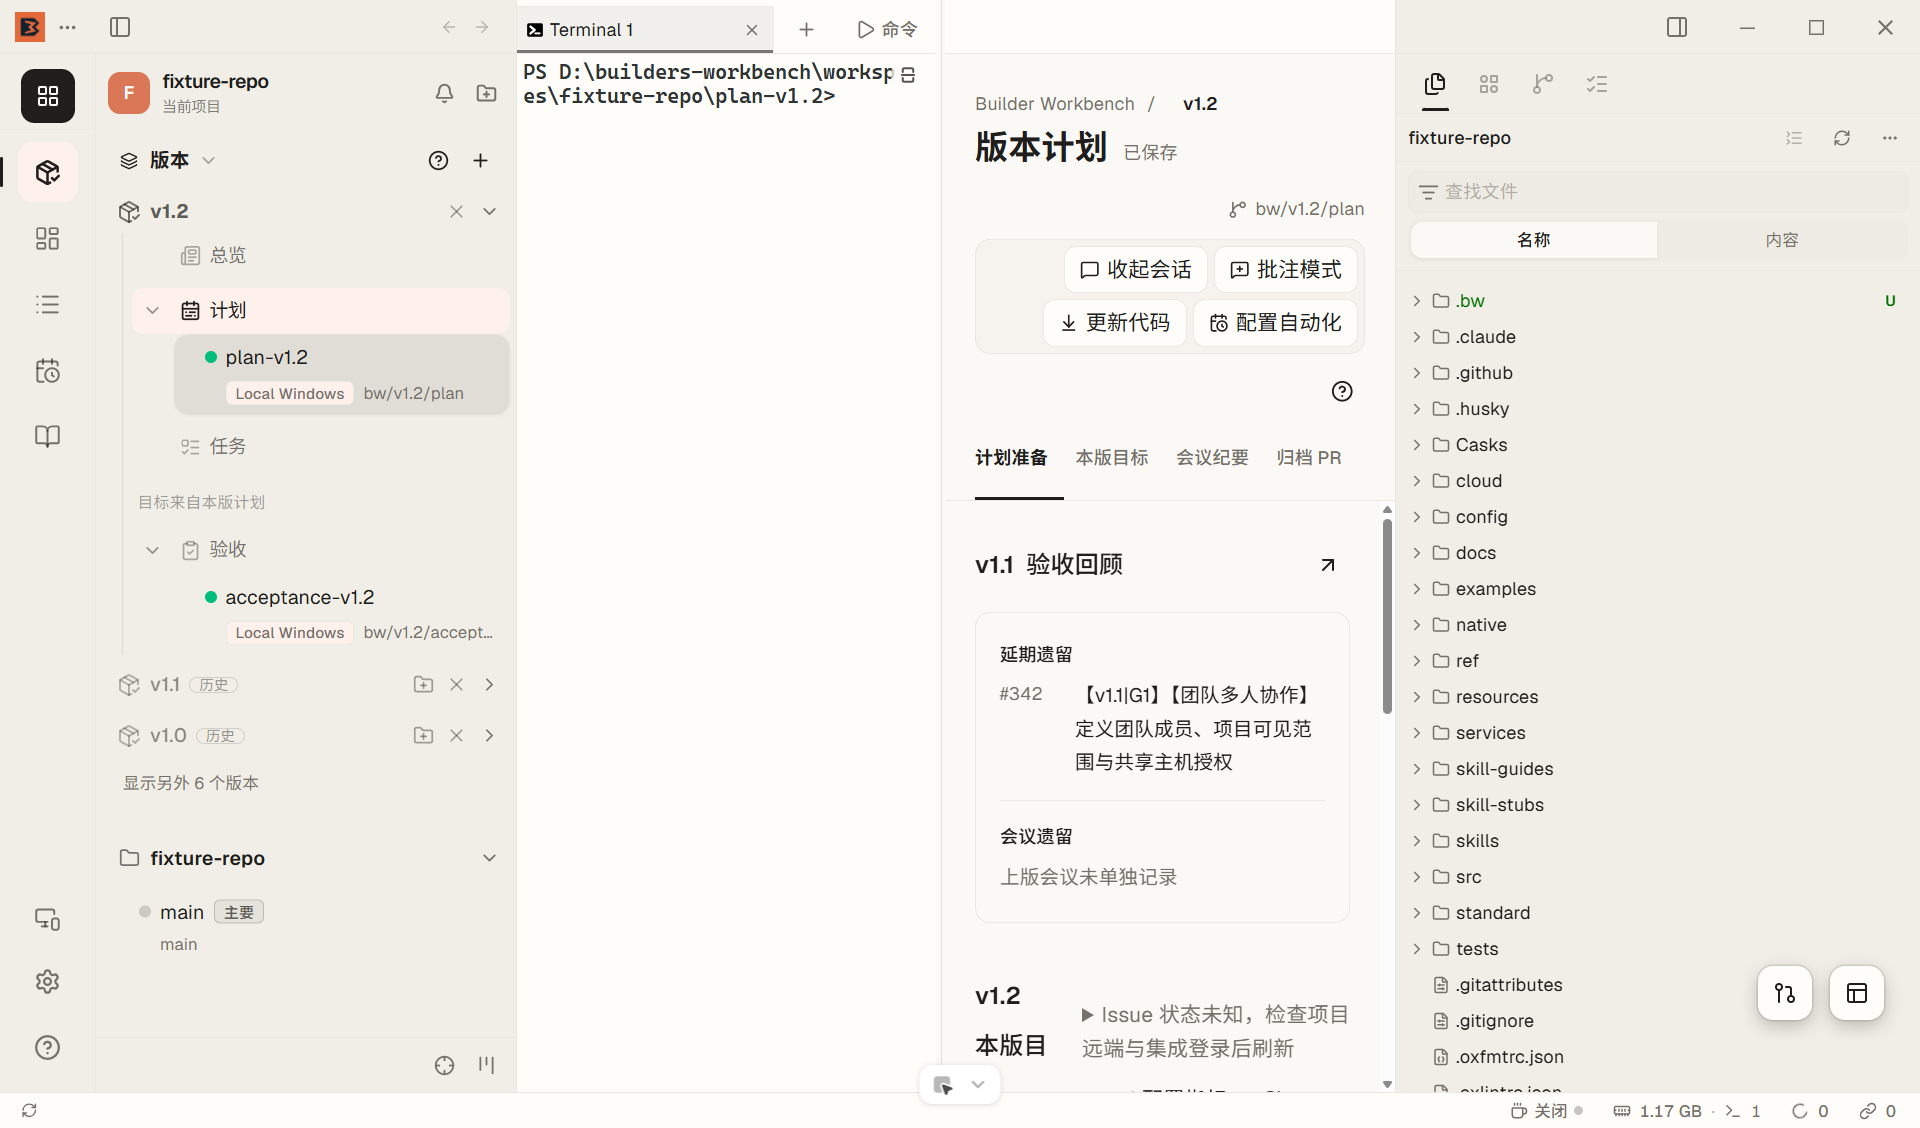 fixture-repo
当前项目
F
版本
v1.2
总览
计划
plan-v1.2
Local Windows bw/v1.2/plan
任务
目标来自本版计划
验收
acceptance-v1.2
Local Windows bw/v1.2/accept...
v1.1 历史
v1.0 历史
显示另外 6 个版本
fixture-repo
main 主要
main
Terminal 1
命令
PS D:\builders-workbench\worksp
es\fixture-repo\plan-v1.2>
Builder Workbench / v1.2
版本计划 已保存
bw/v1.2/plan
收起会话 批注模式
更新代码 配置自动化
计划准备 本版目标 会议纪要 归档 PR
v1.1 验收回顾
延期遗留
#342 【v1.1|G1】【团队多人协作】
定义团队成员、项目可见范
围与共享主机授权
会议遗留
上版会议未单独记录
v1.2
本版目
▶ Issue 状态未知，检查项目
远端与集成登录后刷新
fixture-repo
查找文件
名称 内容
.bw U
.claude
.github
.husky
Casks
cloud
config
docs
examples
native
ref
resources
services
skill-guides
skill-stubs
skills
src
standard
tests
.gitattributes
.gitignore
.oxfmtrc.json
.oxlintrc.json
关闭 1.17 GB · 1 0 0